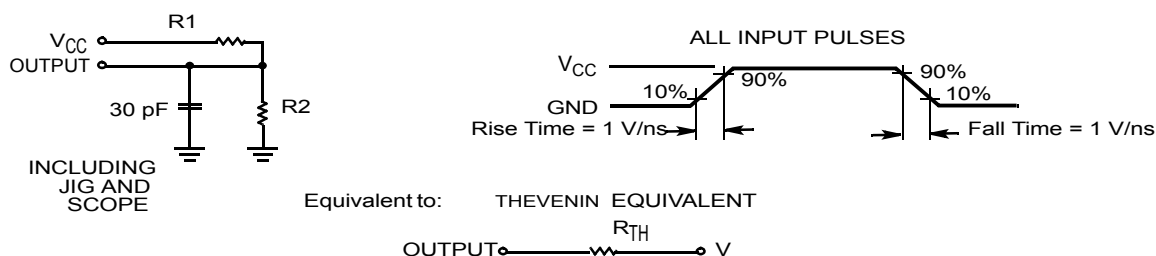 R1
VCC
OUTPUT
30 pF
R2
INCLUDING
JIG AND
SCOPE
ALL INPUT PULSES
VCC
GND
10%
90%
90%
10%
Rise Time = 1 V/ns
Fall Time = 1 V/ns
Equivalent to: THEVENIN EQUIVALENT
RTH
OUTPUT
V